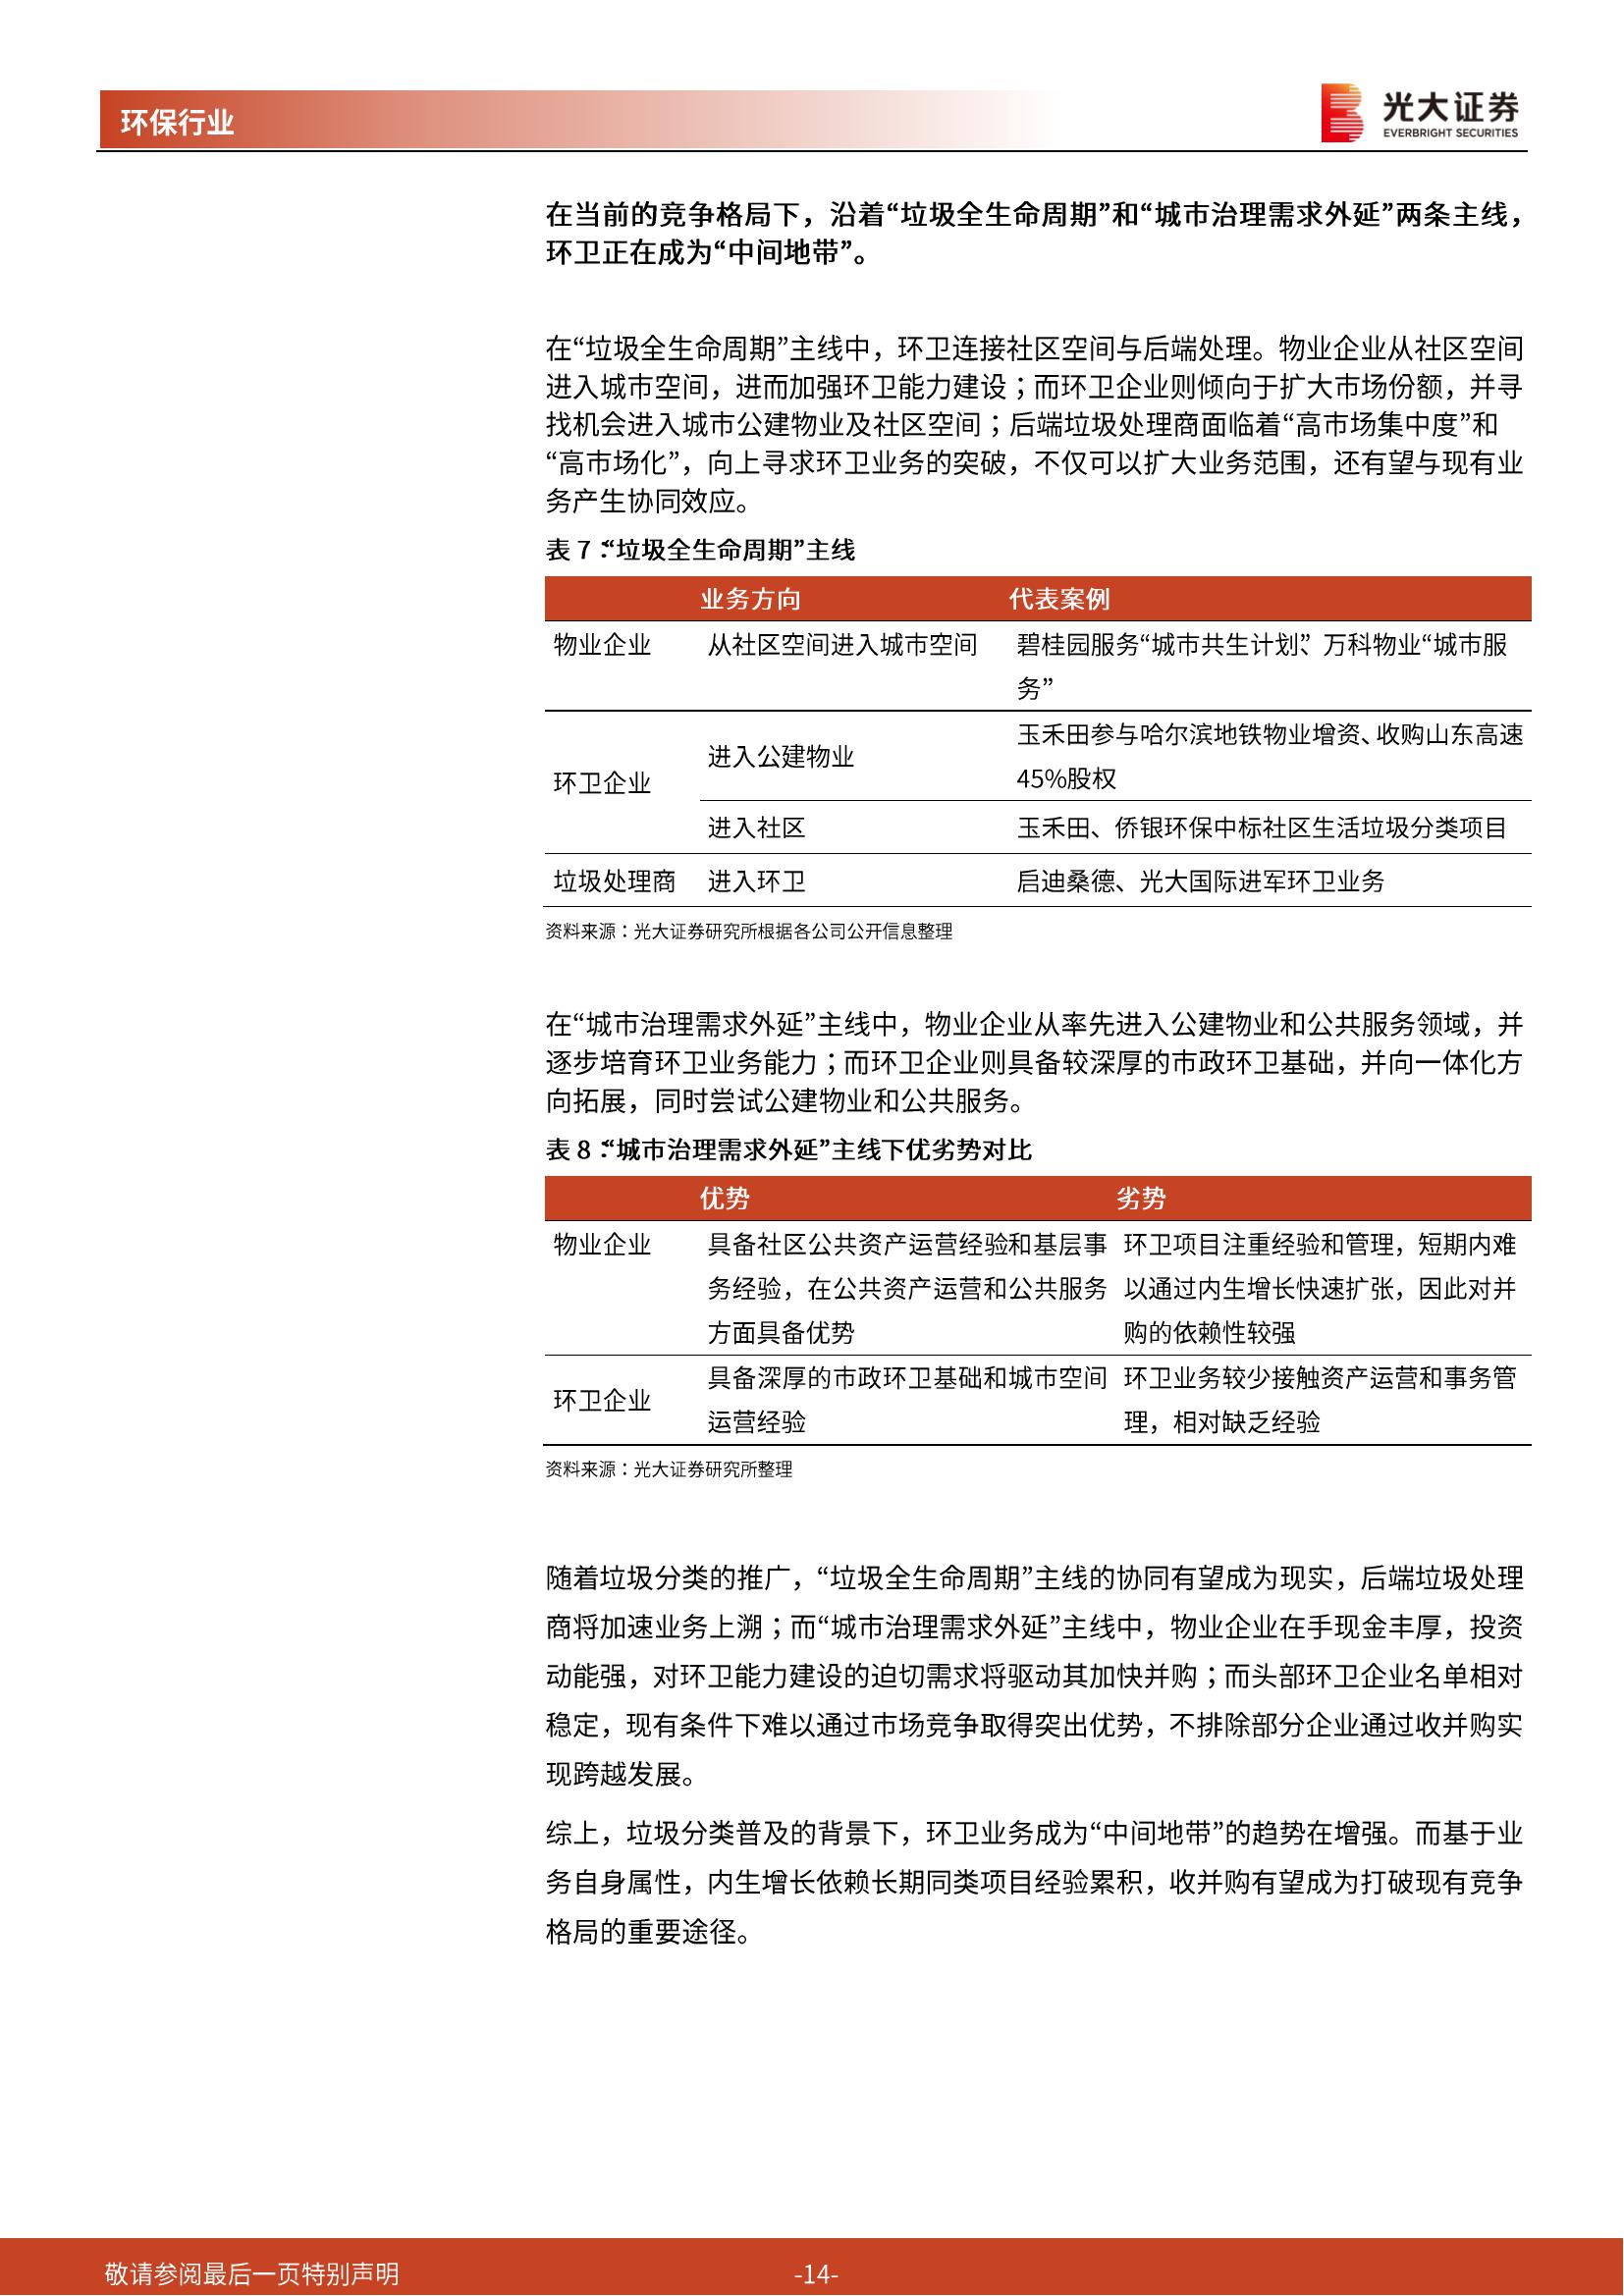 环保行业
光大证券
EVERBRIGHT SECURITIES
在当前的竞争格局下，沿着“垃圾全生命周期”和“城市治理需求外延”两条主线，
环卫正在成为“中间地带”。
在“垃圾全生命周期”主线中，环卫连接社区空间与后端处理。物业企业从社区空间
进入城市空间，进而加强环卫能力建设；而环卫企业则倾向于扩大市场份额，并寻
找机会进入城市公建物业及社区空间；后端垃圾处理商面临着“高市场集中度”和
“高市场化”，向上寻求环卫业务的突破，不仅可以扩大业务范围，还有望与现有业
务产生协同效应。
表 7：“垃圾全生命周期”主线
业务方向 代表案例
物业企业 从社区空间进入城市空间 碧桂园服务“城市共生计划”、万科物业“城市服
务”
环卫企业 进入公建物业 玉禾田参与哈尔滨地铁物业增资、收购山东高速
45%股权
进入社区 玉禾田、侨银环保中标社区生活垃圾分类项目
垃圾处理商 进入环卫 启迪桑德、光大国际进军环卫业务
资料来源：光大证券研究所根据各公司公开信息整理
在“城市治理需求外延”主线中，物业企业从率先进入公建物业和公共服务领域，并
逐步培育环卫业务能力；而环卫企业则具备较深厚的市政环卫基础，并向一体化方
向拓展，同时尝试公建物业和公共服务。
表 8：“城市治理需求外延”主线下优劣势对比
优势 劣势
物业企业 具备社区公共资产运营经验和基层事 环卫项目注重经验和管理，短期内难
务经验，在公共资产运营和公共服务 以通过内生增长快速扩张，因此对并
方面具备优势 购的依赖性较强
环卫企业 具备深厚的市政环卫基础和城市空间 环卫业务较少接触资产运营和事务管
运营经验 理，相对缺乏经验
资料来源：光大证券研究所整理
随着垃圾分类的推广，“垃圾全生命周期”主线的协同有望成为现实，后端垃圾处理
商将加速业务上溯；而“城市治理需求外延”主线中，物业企业在手现金丰厚，投资
动能强，对环卫能力建设的迫切需求将驱动其加快并购；而头部环卫企业名单相对
稳定，现有条件下难以通过市场竞争取得突出优势，不排除部分企业通过收并购实
现跨越发展。
综上，垃圾分类普及的背景下，环卫业务成为“中间地带”的趋势在增强。而基于业
务自身属性，内生增长依赖长期同类项目经验累积，收并购有望成为打破现有竞争
格局的重要途径。
敬请参阅最后一页特别声明 -14-